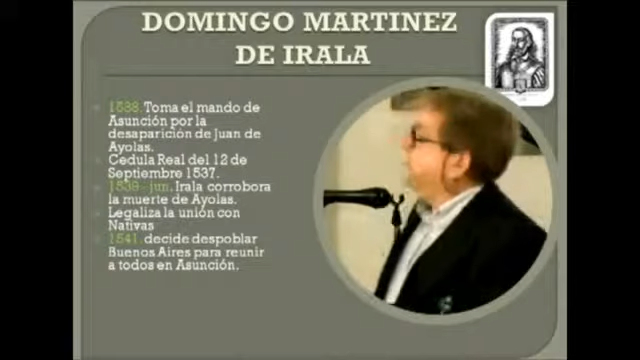 DOMINGO MARTINEZ
DE IRALA
1538. Toma el mando de
Asunción por la
desaparición de Juan de
Ayolas.
Cedula Real del 12 de
Septiembre 1537.
1539 - jun. Irala corrobora
la muerte de Ayolas.
Legaliza la unión con
Nativas
1541. decide despoblar
Buenos Aires para reunir
a todos en Asunción.